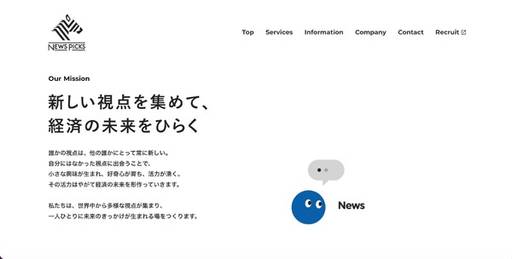 NEWSPICKS
Top Services Information Company Contact Recruit
Our Mission
新しい視点を集めて、
経済の未来をひらく
誰かの視点は、他の誰かにとって常に新しい。
自分にはなかった視点に出会うことで、
小さな興味が生まれ、好奇心が育ち、活力が湧く。
その活力はやがて経済の未来を形作っていきます。
私たちは、世界中から多様な視点が集まり、
一人ひとりに未来のきっかけが生まれる場をつくります。
News